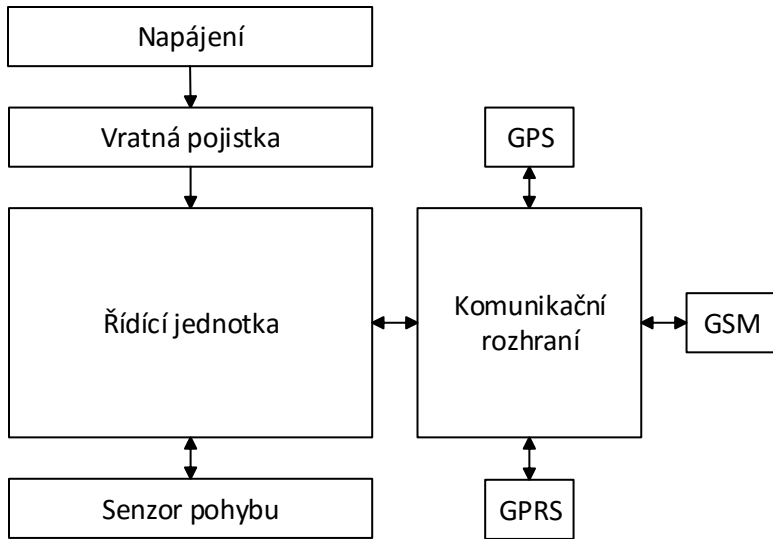 Napájení
Vratná pojistka
GPS
Řídící jednotka
Komunikační
rozhraní
GSM
Senzor pohybu
GPRS